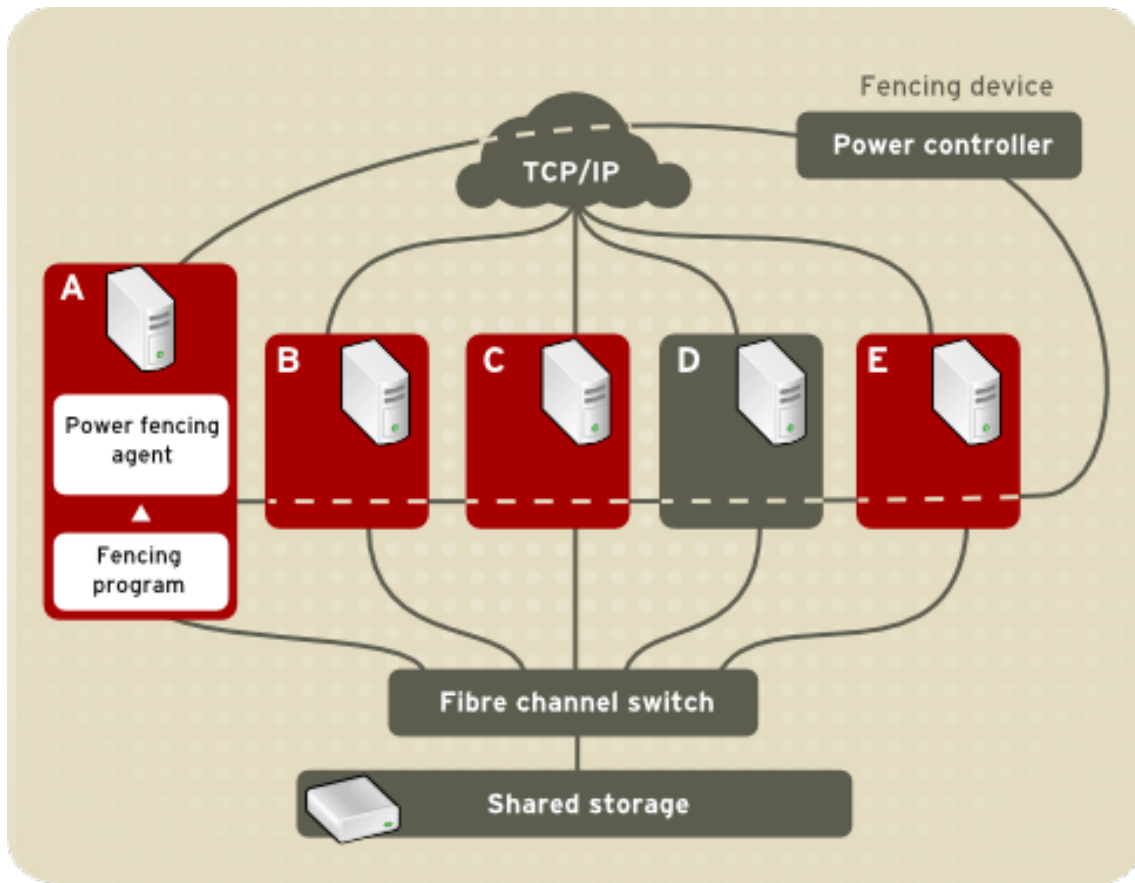 Fencing device
Power controller
TCP/IP
A
B
C
D
E
Power fencing
agent
Fencing
program
Fibre channel switch
Shared storage